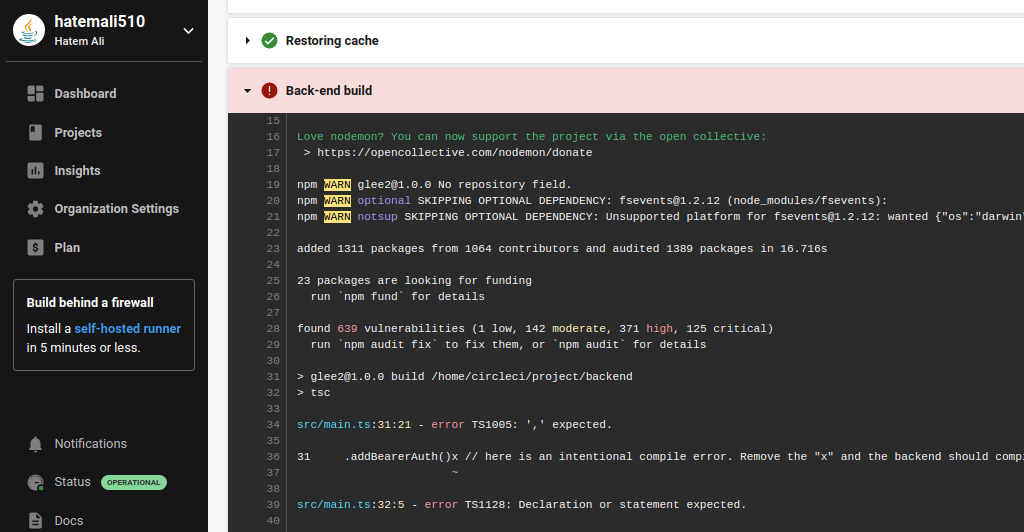 hatemali510
Hatem Ali
Dashboard
Projects
Insights
Organization Settings
Plan
Build behind a firewall
Install a self-hosted runner
in 5 minutes or less.
Notifications
Status OPERATIONAL
Docs
Restoring cache
Back-end build
15
16 Love nodemon? You can now support the project via the open collective:
17 > https://opencollective.com/nodemon/donate
18
19 npm WARN glee2@1.0.0 No repository field.
20 npm WARN optional SKIPPING OPTIONAL DEPENDENCY: fsevents@1.2.12 (node_modules/fsevents):
21 npm WARN notsup SKIPPING OPTIONAL DEPENDENCY: Unsupported platform for fsevents@1.2.12: wanted {"os":"darwin"
22
23 added 1311 packages from 1064 contributors and audited 1389 packages in 16.716s
24
25 23 packages are looking for funding
26 run `npm fund` for details
27
28 found 639 vulnerabilities (1 low, 142 moderate, 371 high, 125 critical)
29 run `npm audit fix` to fix them, or `npm audit` for details
30
31 > glee2@1.0.0 build /home/circleci/project/backend
32 > tsc
33
34 src/main.ts:31:21 - error TS1005: ',' expected.
35
36 31 .addBearerAuth()x // here is an intentional compile error. Remove the "x" and the backend should compi
37 ~
38
39 src/main.ts:32:5 - error TS1128: Declaration or statement expected.
40